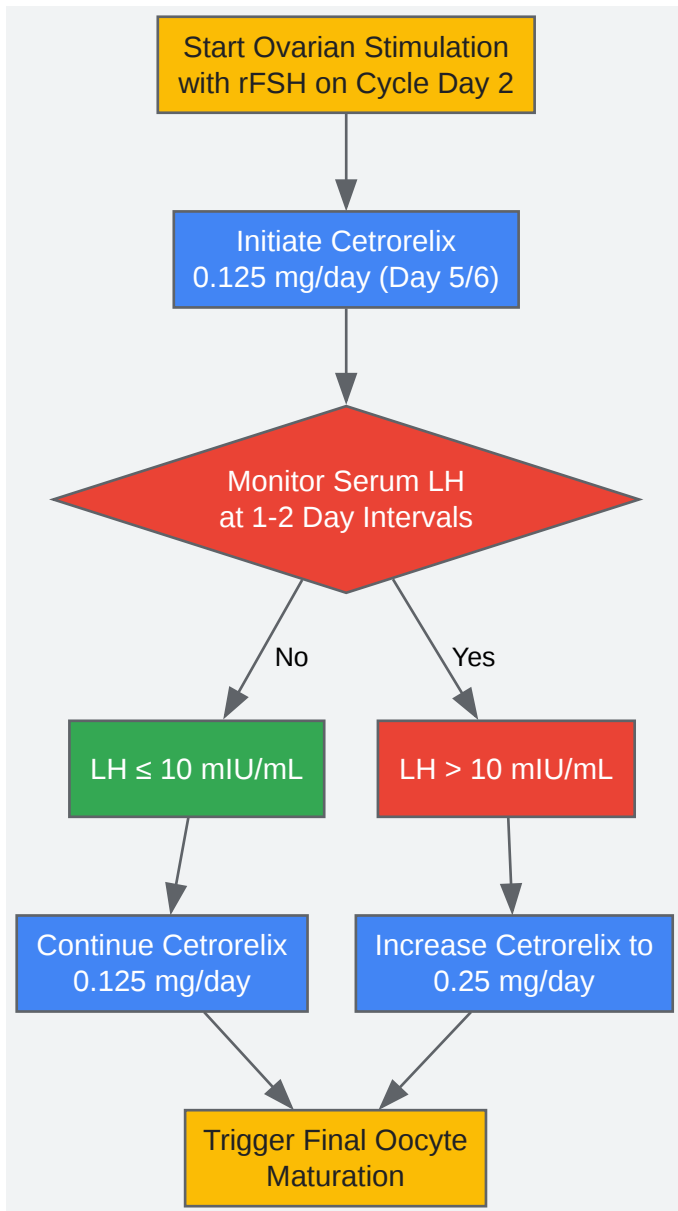 Start Ovarian Stimulation
with rFSH on Cycle Day 2
Initiate Cetrorelix
0.125 mg/day (Day 5/6)
Monitor Serum LH
at 1-2 Day Intervals
No
Yes
LH ≤ 10 mIU/mL
LH > 10 mIU/mL
Continue Cetrorelix
0.125 mg/day
Increase Cetrorelix to
0.25 mg/day
Trigger Final Oocyte
Maturation